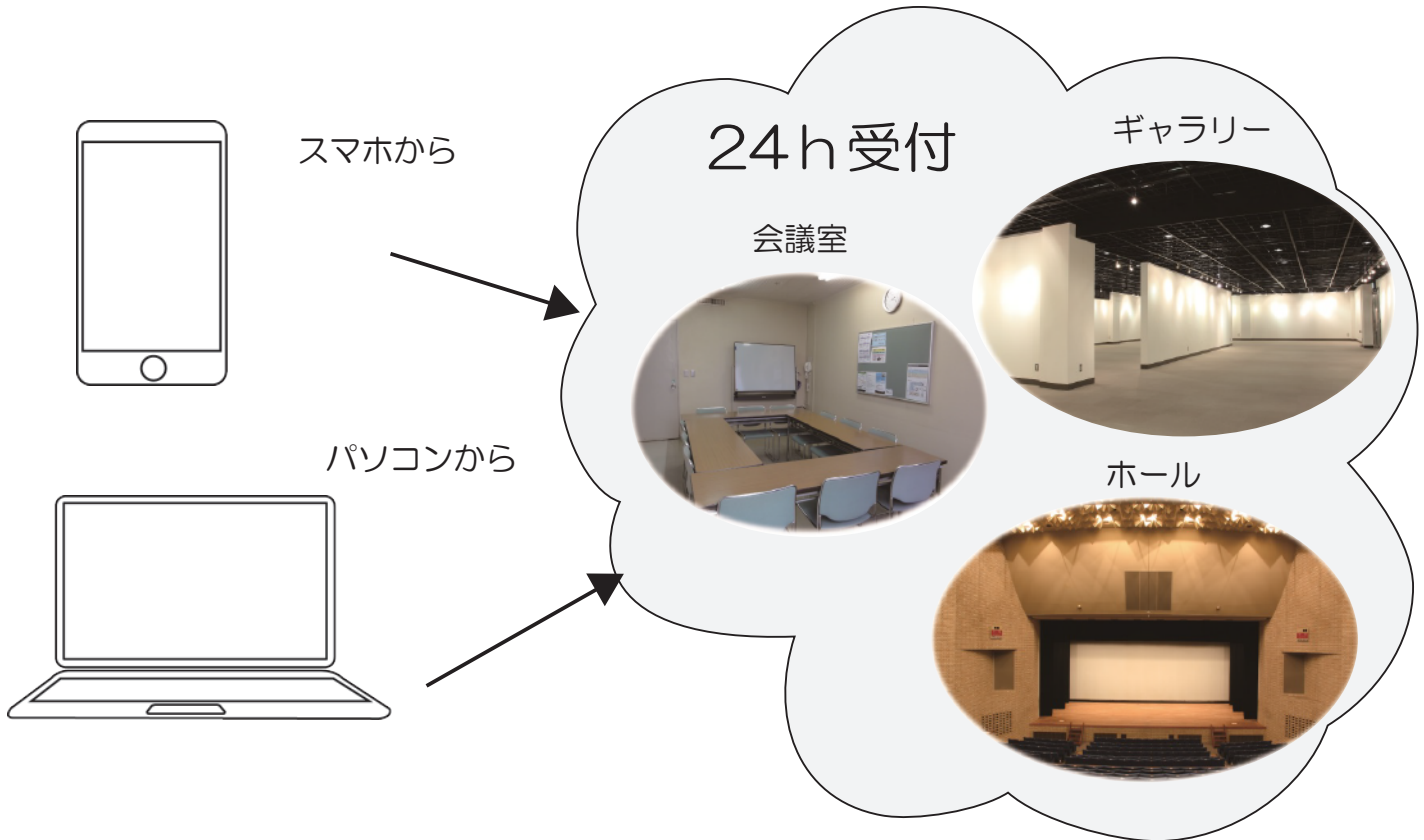 スマホから
パソコンから
24h受付
会議室
ギャラリー
ホール